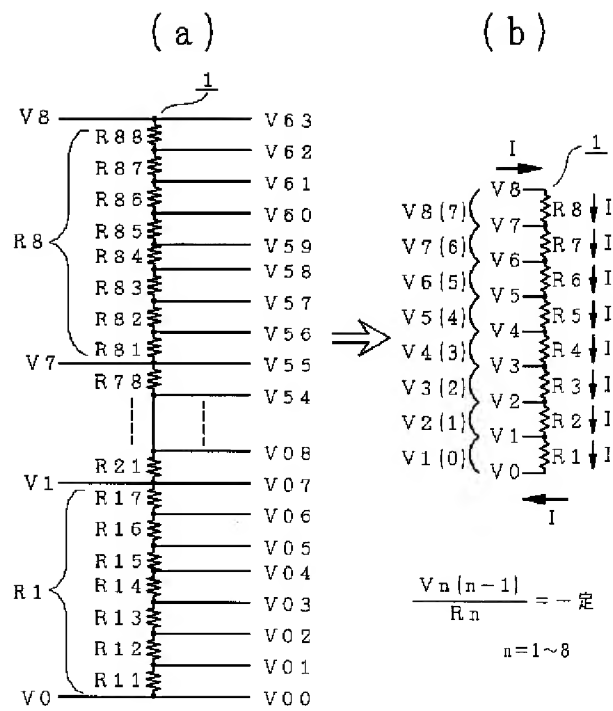 (a)
1
V8
V63
R88
V62
R87
V61
R86
V60
R85
R8
V59
R84
V58
R83
V57
R82
V56
R81
V7
V55
R78
V54
V08
R21
V1
V07
R17
V06
R16
V05
R15
V04
R1
R14
V03
R13
V02
R12
V01
R11
V0
V00
(b)
I
1
V8
V8(7)
R8
I
V7
V7(6)
R7
I
V6
V6(5)
R6
I
V5
V5(4)
R5
I
V4
V4(3)
R4
I
V3
V3(2)
R3
I
V2
V2(1)
R2
I
V1
V1(0)
R1
I
V0
I
Vn(n-1)
Rn
=一定
n=1~8